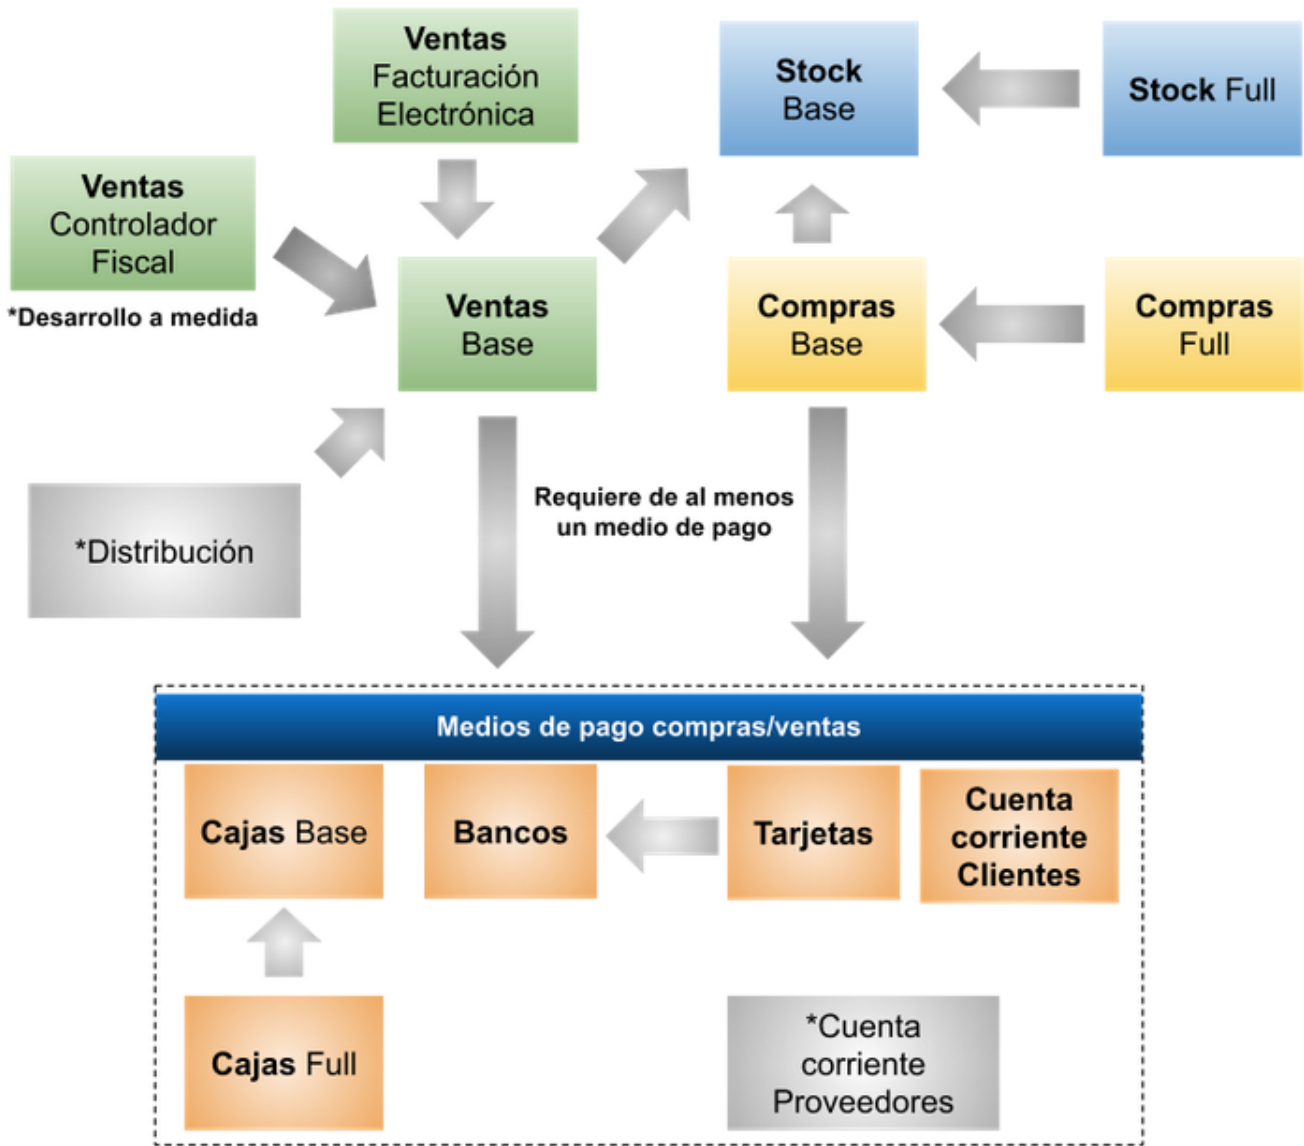 Ventas
Facturación
Electrónica
Stock
Base
Stock Full
Ventas
Controlador
Fiscal
*Desarrollo a medida
Ventas
Base
Compras
Base
Compras
Full
*Distribución
Requiere de al menos
un medio de pago
Medios de pago compras/ventas
Cajas Base
Bancos
Tarjetas
Cuenta
corriente
Clientes
Cajas Full
*Cuenta
corriente
Proveedores